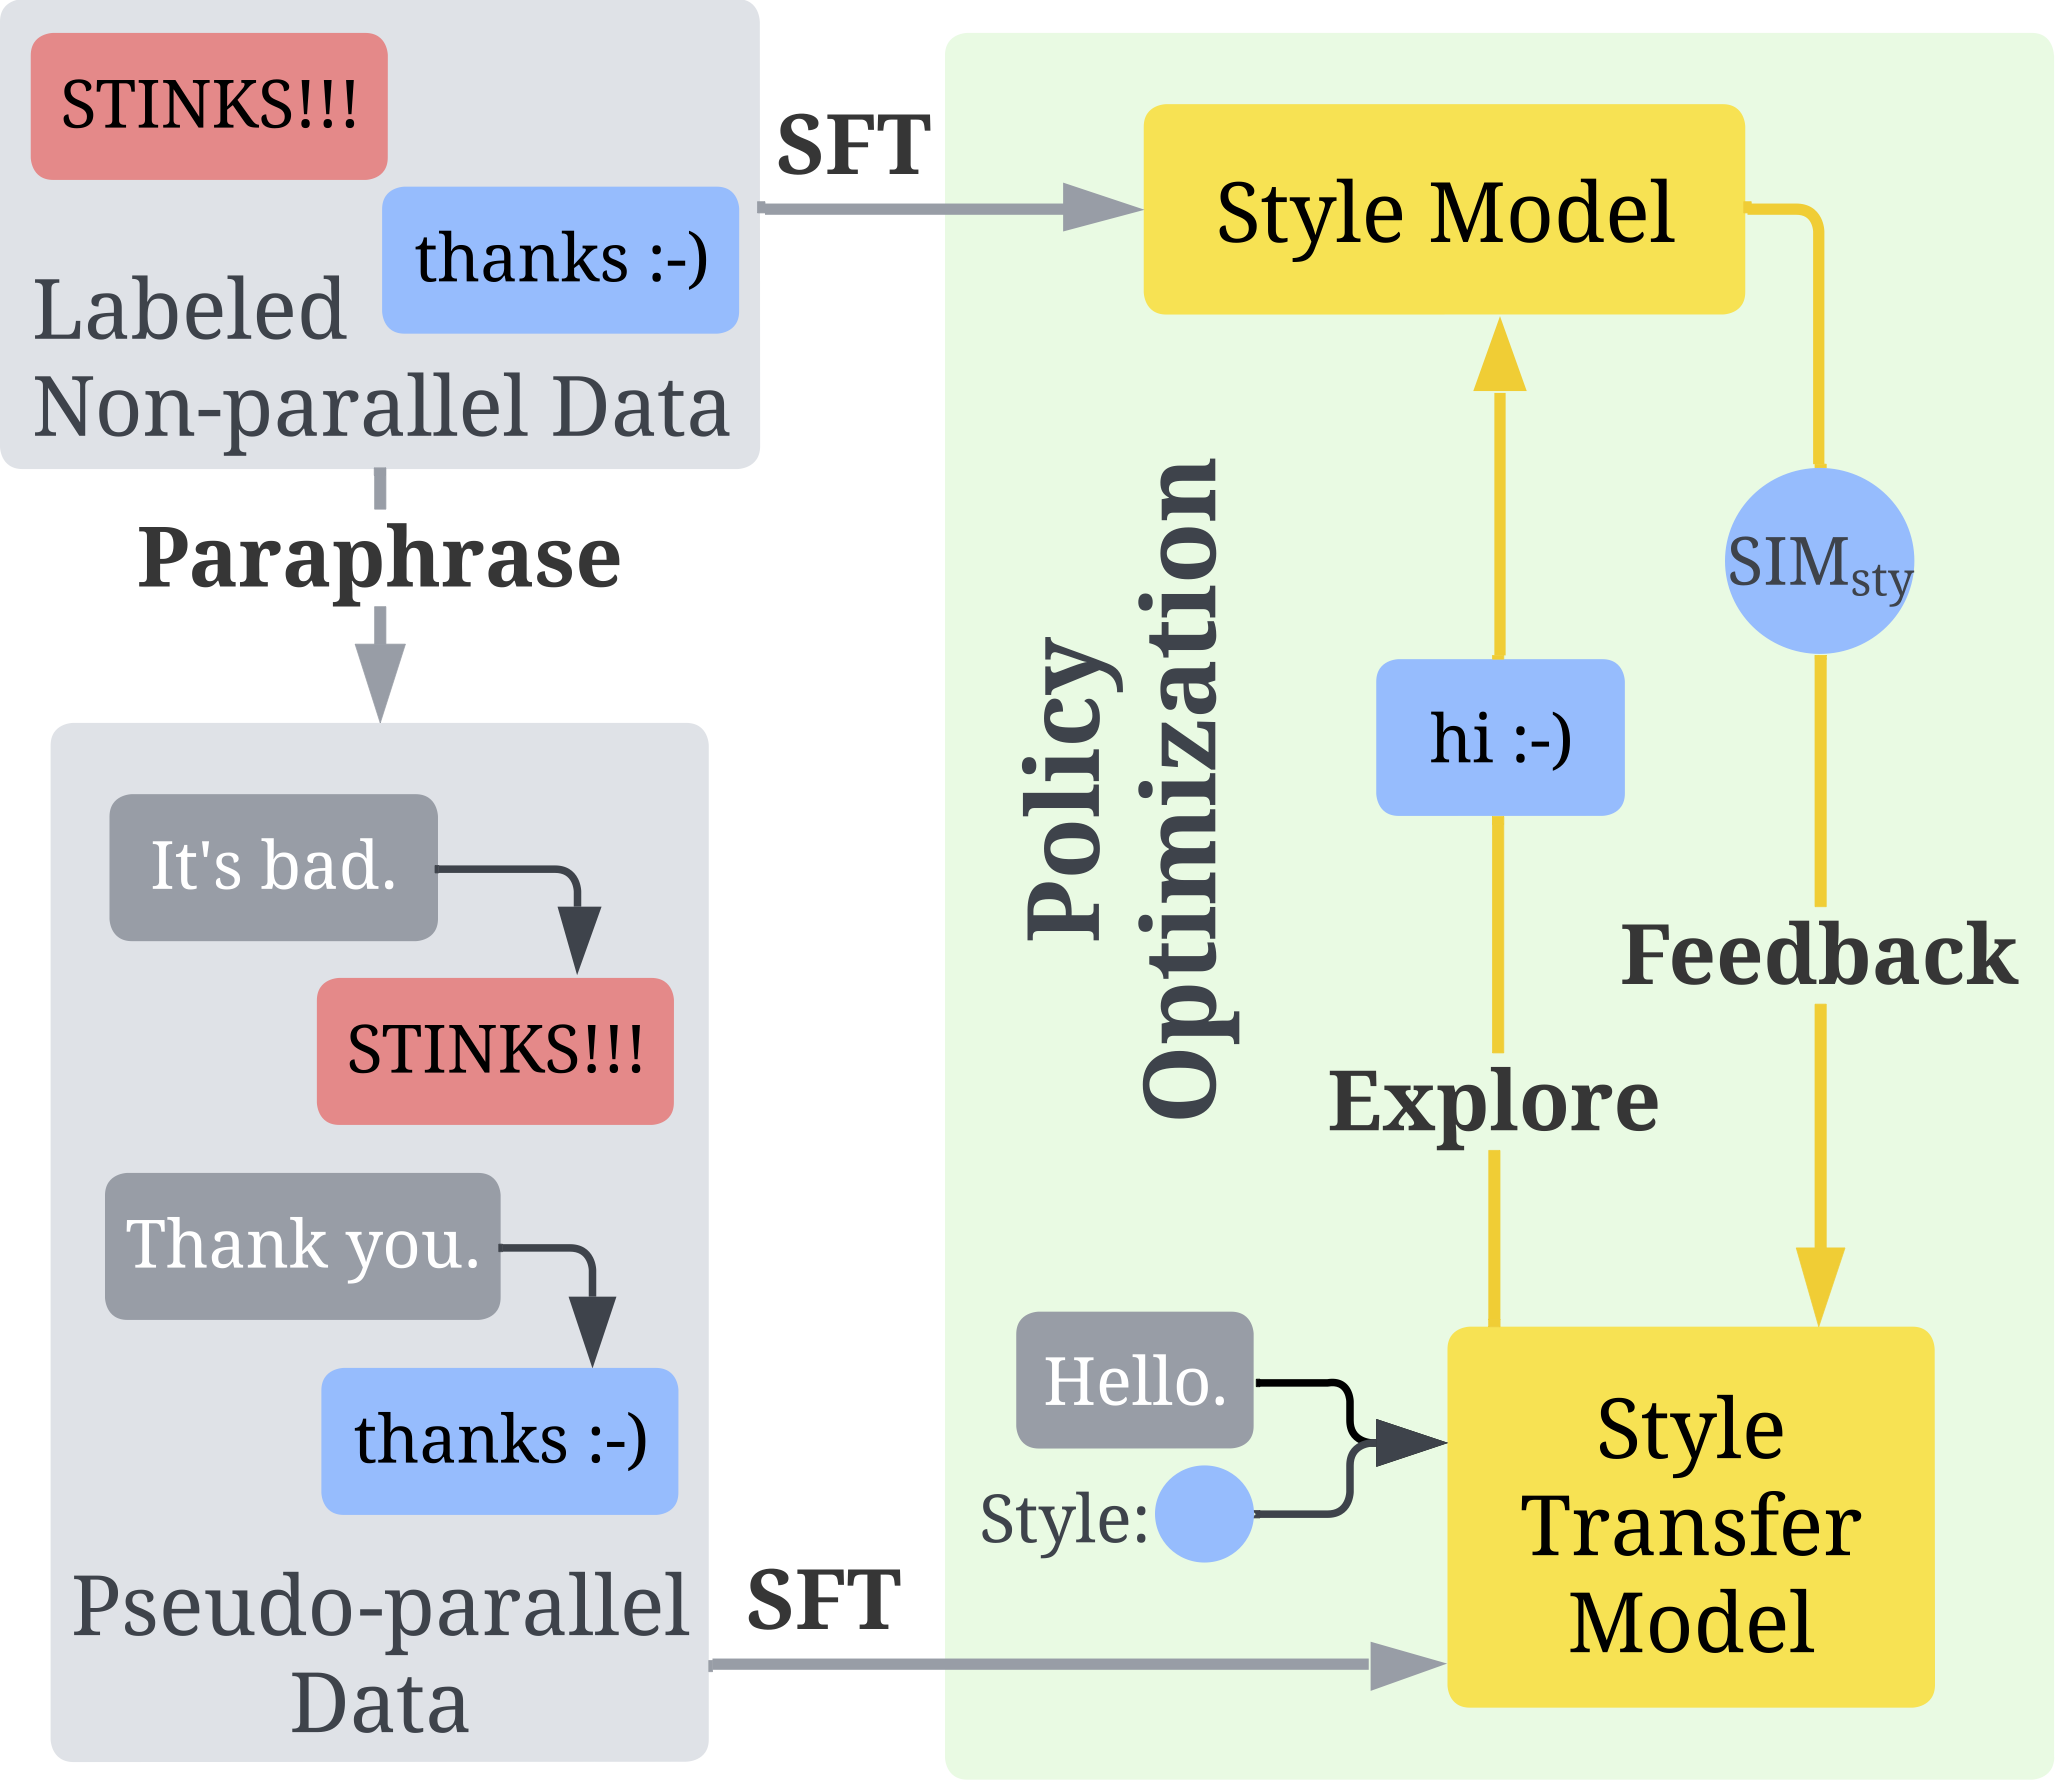 STINKS!!!
thanks :-)
Labeled
Non-parallel Data
SFT
Style Model
Paraphrase
SIMsty
Policy
Optimization
hi :-)
It's bad.
STINKS!!!
Feedback
Explore
Thank you.
thanks :-)
Hello.
Style:
Style
Transfer
Model
Pseudo-parallel
Data
SFT